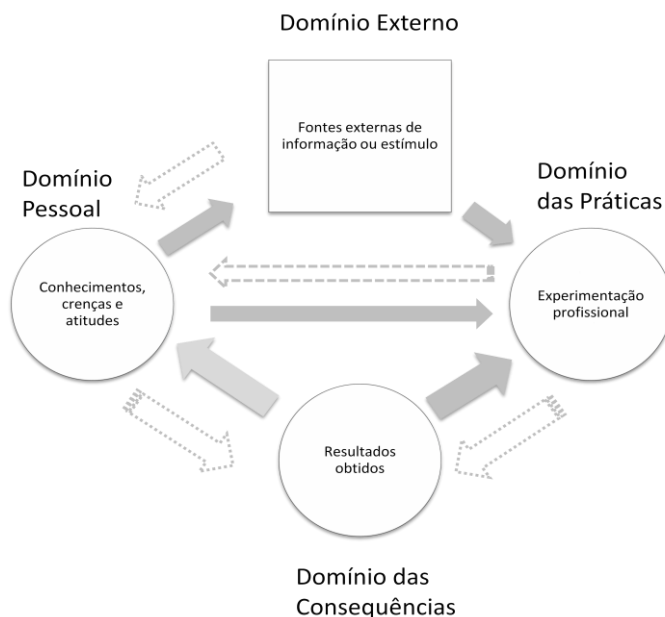 Domínio Externo
Fontes externas de
informação ou estímulo
Domínio
Pessoal
Domínio
das Práticas
Conhecimentos,
crenças e
atitudes
Experimentação
profissional
Resultados
obtidos
Domínio das
Consequências